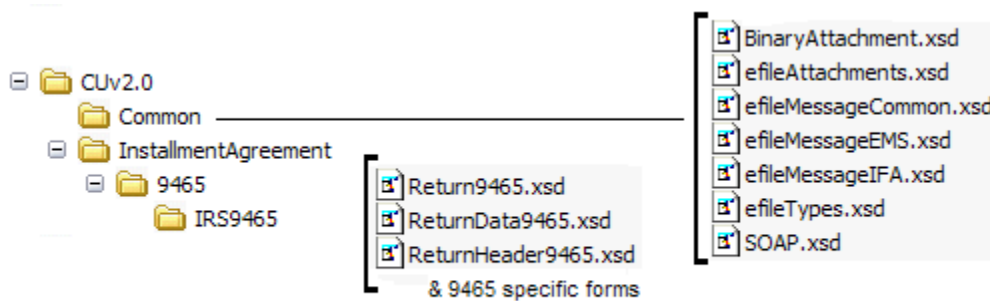 CUv2.0
Common
InstallmentAgreement
9465
IRS9465
Return9465.xsd
ReturnData9465.xsd
ReturnHeader9465.xsd
& 9465 specific forms
BinaryAttachment.xsd
efileAttachments.xsd
efileMessageCommon.xsd
efileMessageEMS.xsd
efileMessageIFA.xsd
efileTypes.xsd
SOAP.xsd